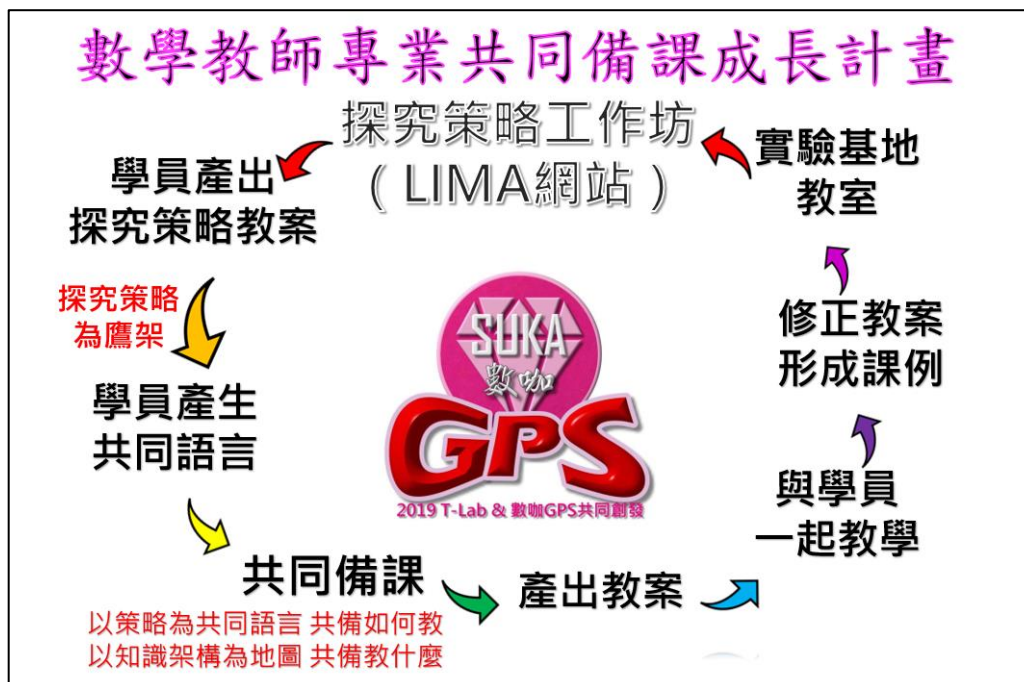 數學教師專業共同備課成長計畫
探究策略工作坊
（LIMA網站）
學員產出
探究策略教案
探究策略
為鷹架
學員產生
共同語言
共同備課
以策略為共同語言 共備如何教
以知識架構為地圖 共備教什麼
產出教案
與學員
一起教學
修正教案
形成課例
實驗基地
教室
SUKA
數咖
GPS
2019 T-Lab & 數咖GPS共同創發